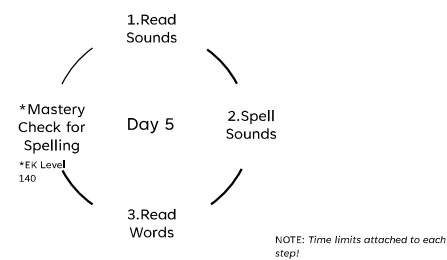 1.Read
Sounds
*Mastery
Check for
Spelling
*EK Level
140
Day 5
2.Spell
Sounds
3.Read
Words
NOTE: Time limits attached to each
step!